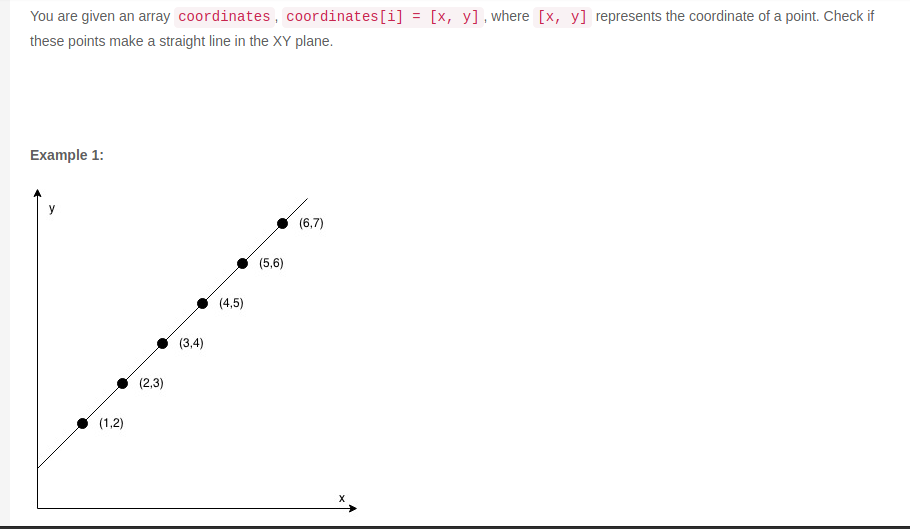 You are given an array coordinates, coordinates[i] = [x, y], where [x, y] represents the coordinate of a point. Check if
these points make a straight line in the XY plane.
Example 1:
y
(6,7)
(5,6)
(4,5)
(3,4)
(2,3)
(1,2)
x